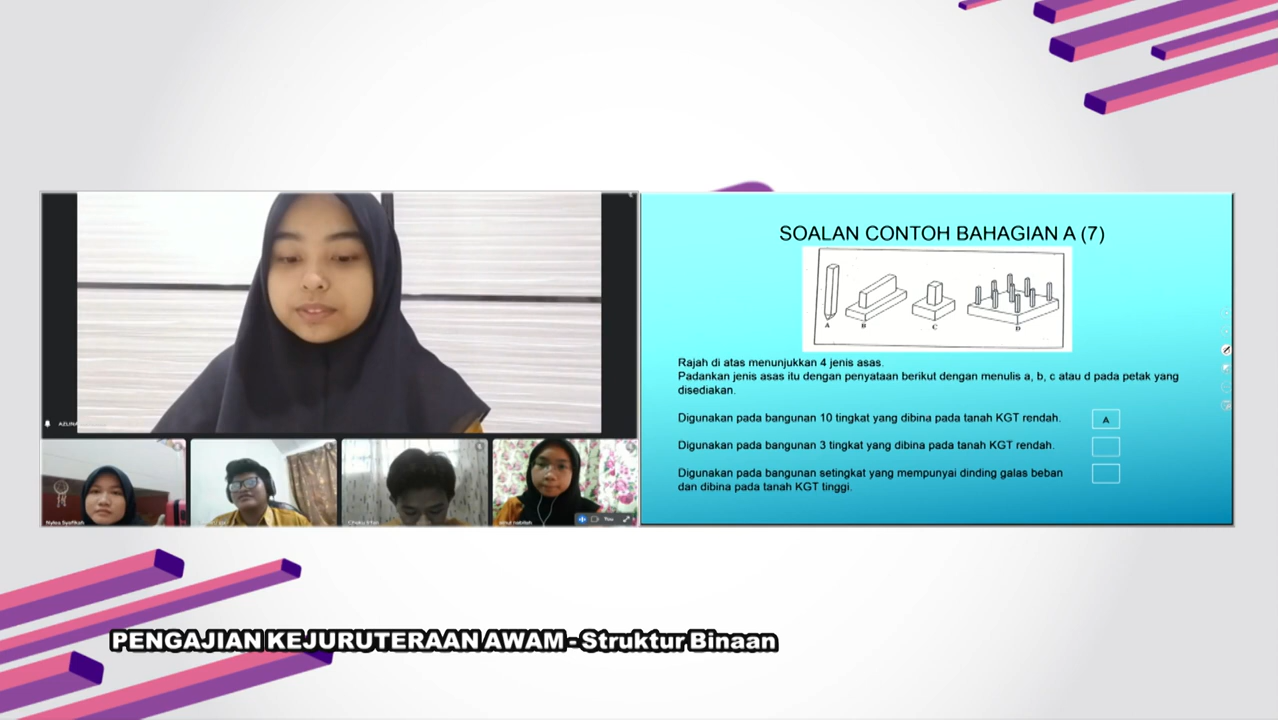 SOALAN CONTOH BAHAGIAN A (7)
A
B
C
D
Rajah di atas menunjukkan 4 jenis asas.
Padankan jenis asas itu dengan penyataan berikut dengan menulis a, b, c atau d pada petak yang
disediakan.
Digunakan pada bangunan 10 tingkat yang dibina pada tanah KGT rendah.
A
Digunakan pada bangunan 3 tingkat yang dibina pada tanah KGT rendah.
Digunakan pada bangunan setingkat yang mempunyai dinding galas beban
dan dibina pada tanah KGT tinggi.
Nylea Syafikah
You
PENGAJIAN KEJURUTERAAN AWAM - Struktur Binaan